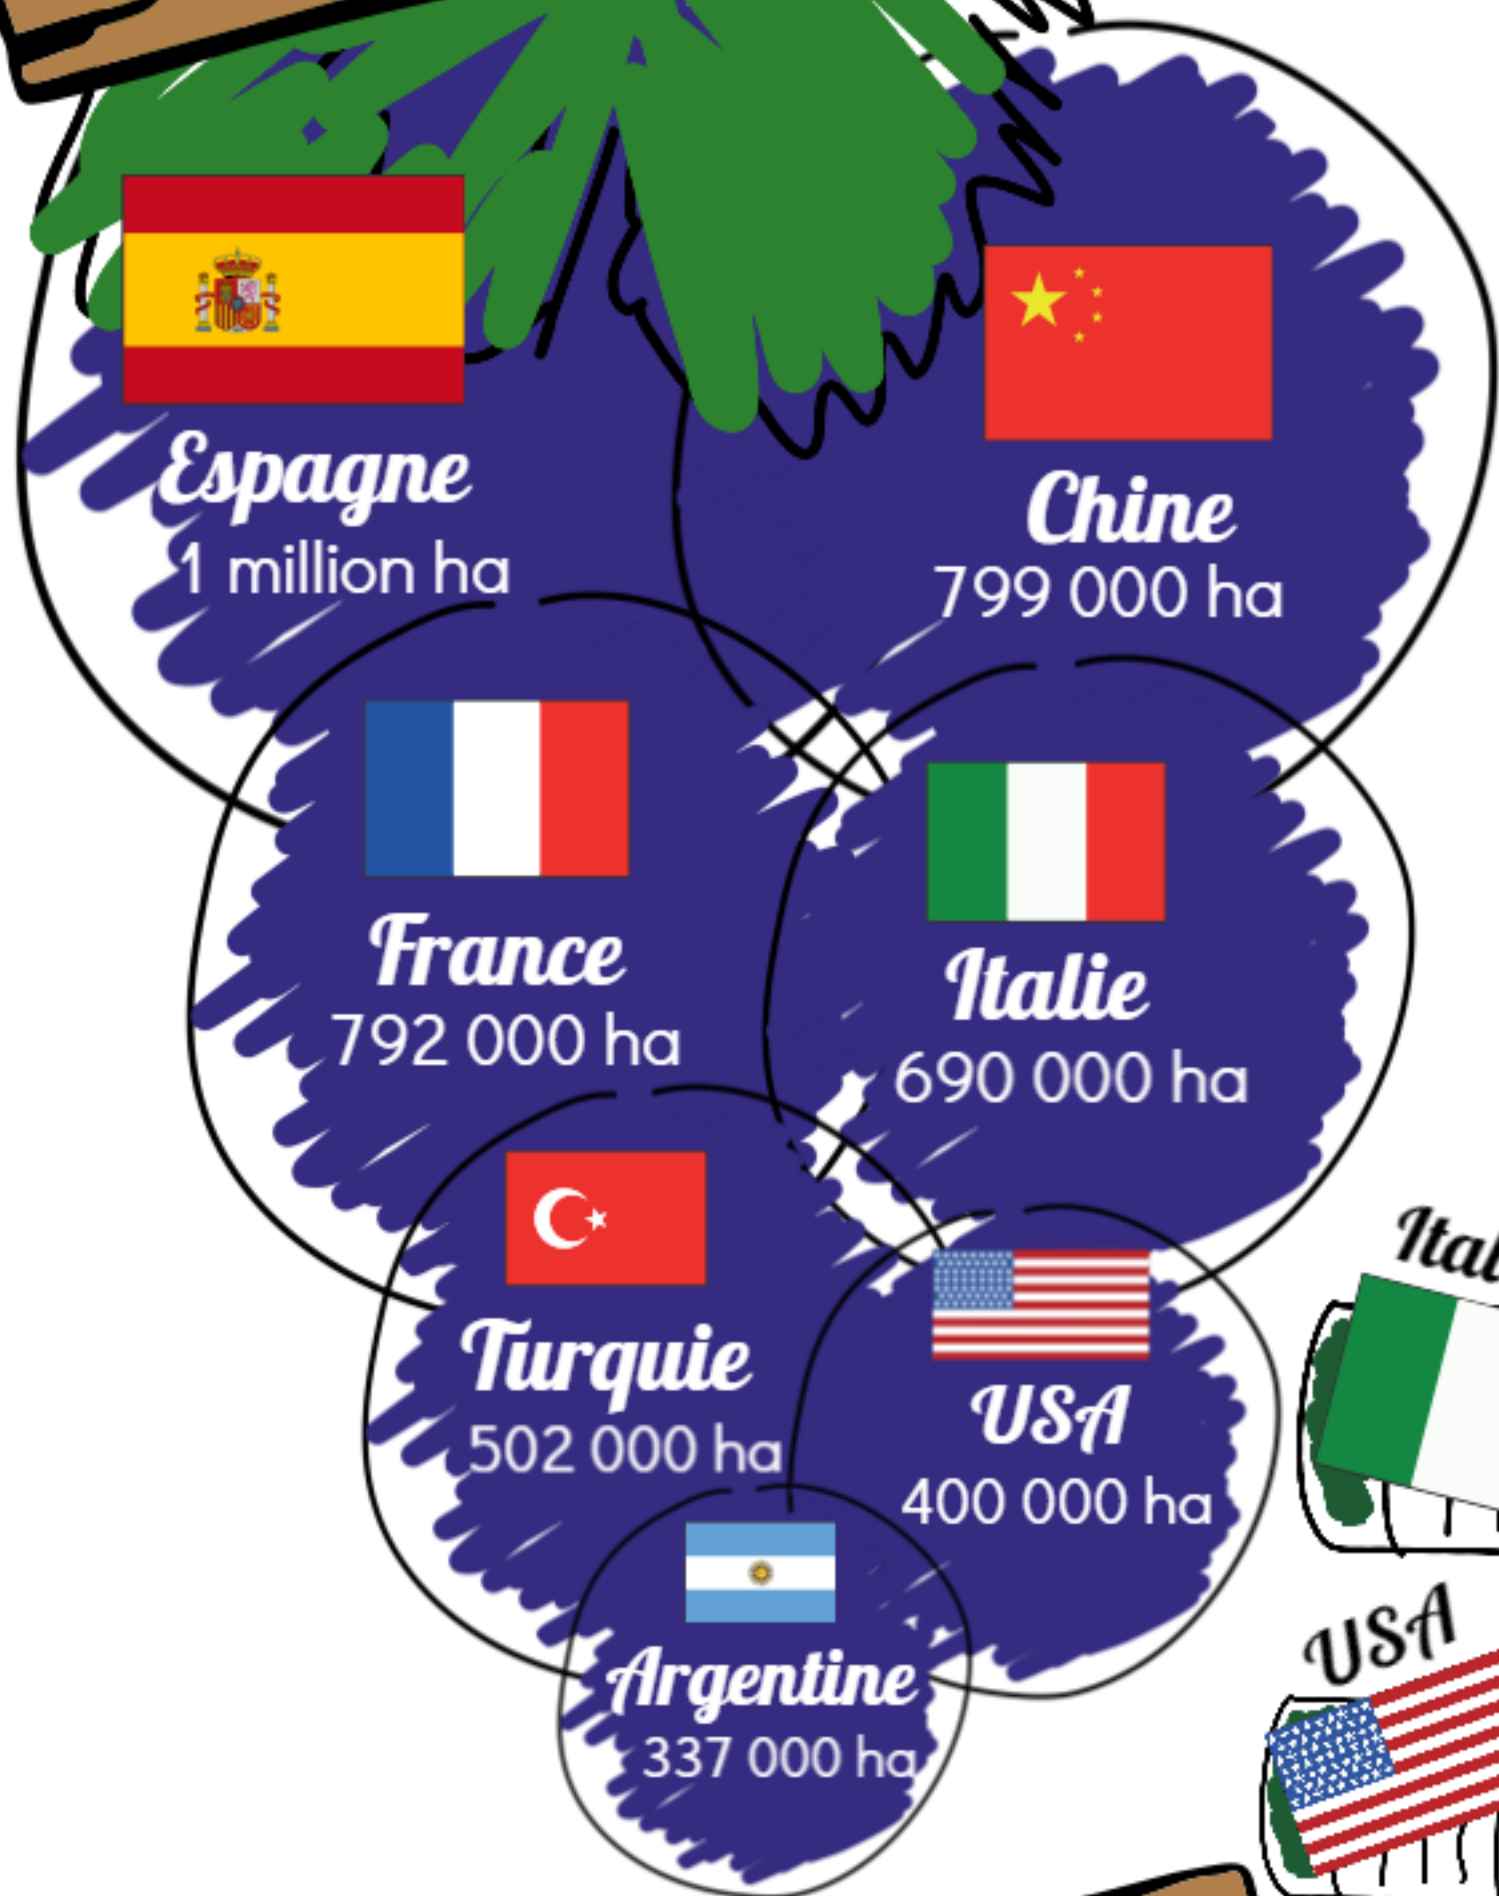 Espagne
1 million ha
Chine
799 000 ha
France
792 000 ha
Italie
690 000 ha
Turquie
502 000 ha
USA
400 000 ha
Argentine
337 000 ha
Ital
USA